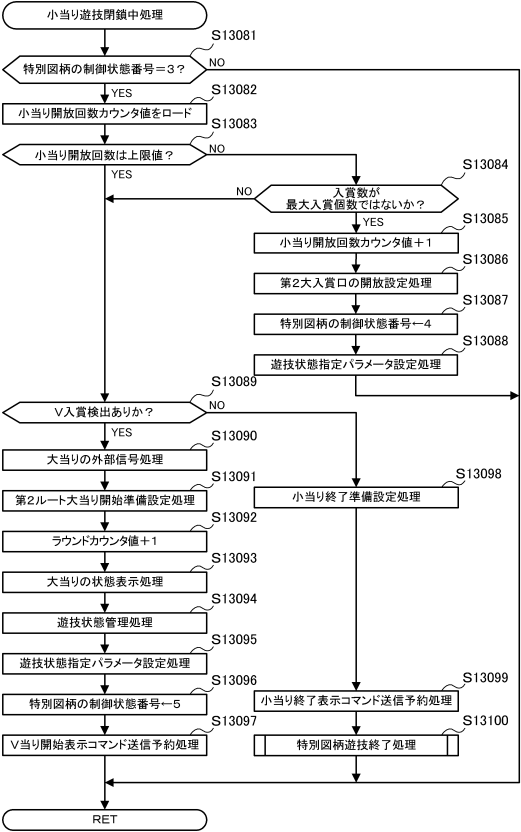 小当り遊技閉鎖中処理
S13081
特別図柄の制御状態番号＝3？
NO
YES
S13082
小当り開放回数カウンタ値をロード
S13083
小当り開放回数は上限値？
NO
YES
S13084
入賞数が
最大入賞個数ではないか？
NO
YES
S13085
小当り開放回数カウンタ値＋1
S13086
第2大入賞口の開放設定処理
S13087
特別図柄の制御状態番号←4
S13088
遊技状態指定パラメータ設定処理
S13089
V入賞検出ありか？
NO
YES
S13090
大当りの外部信号処理
S13091
第2ルート大当り開始準備設定処理
S13092
ラウンドカウンタ値＋1
S13093
大当りの状態表示処理
S13094
遊技状態管理処理
S13095
遊技状態指定パラメータ設定処理
S13096
特別図柄の制御状態番号←5
S13097
V当り開始表示コマンド送信予約処理
S13098
小当り終了準備設定処理
S13099
小当り終了表示コマンド送信予約処理
S13100
特別図柄遊技終了処理
RET